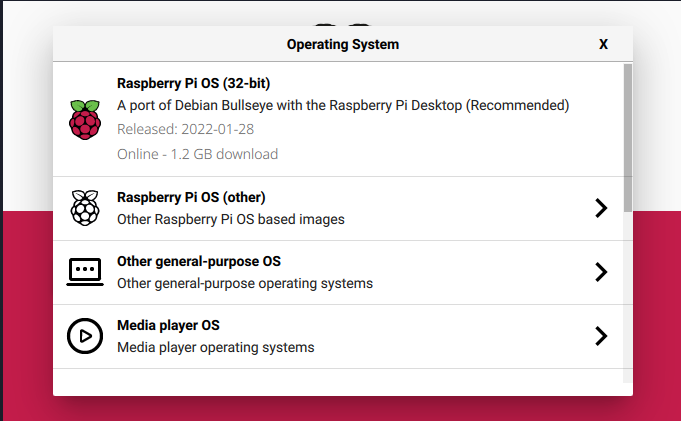 Operating System
X
Raspberry Pi OS (32-bit)
A port of Debian Bullseye with the Raspberry Pi Desktop (Recommended)
Released: 2022-01-28
Online - 1.2 GB download
Raspberry Pi OS (other)
Other Raspberry Pi OS based images
Other general-purpose OS
Other general-purpose operating systems
Media player OS
Media player operating systems